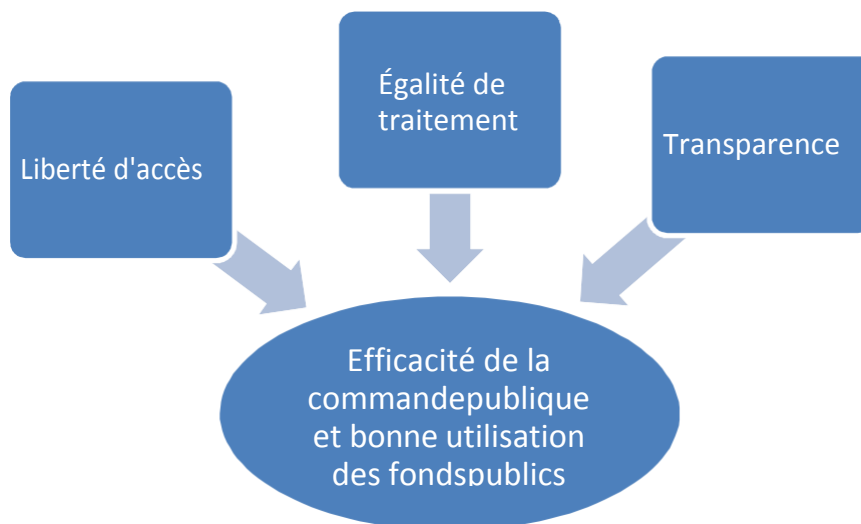 Liberté d'accès
Égalité de
traitement
Transparence
Efficacité de la
commandepublique
et bonne utilisation
des fondspublics